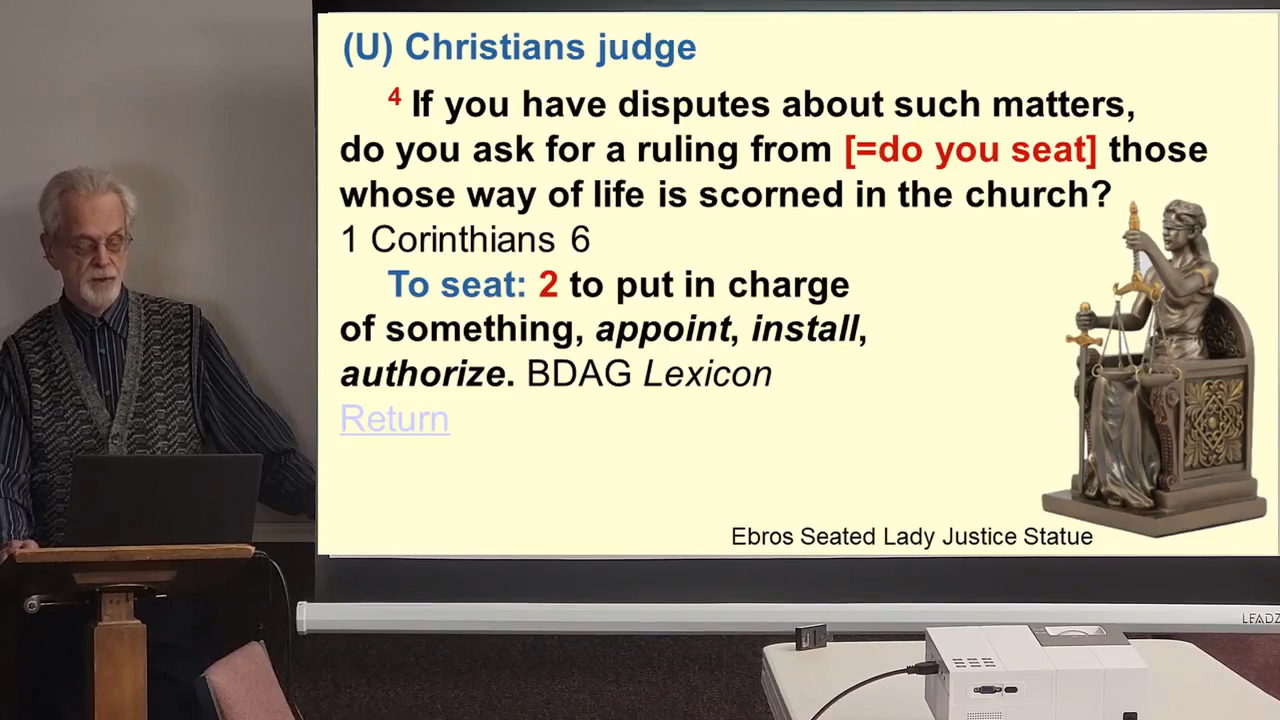 (U) Christians judge
4 If you have disputes about such matters,
do you ask for a ruling from [=do you seat] those
whose way of life is scorned in the church?
1 Corinthians 6
To seat: 2 to put in charge
of something, appoint, install,
authorize. BDAG Lexicon
Return
Ebros Seated Lady Justice Statue